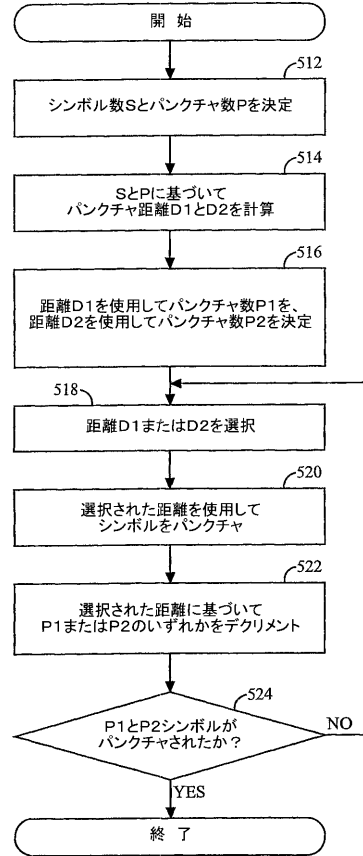 開 始
512
シンボル数SとパンクチャPを決定
514
SとPに基づいて
パンクチャ距離D1とD2を計算
516
距離D1を使用してパンクチャ数P1を、
距離D2を使用してパンクチャ数P2を決定
518
距離D1またはD2を選択
520
選択された距離を使用して
シンボルをパンクチャ
522
選択された距離に基づいて
P1またはP2のいずれかをデクリメント
524
P1とP2シンボルが
パンクチャされたか?
NO
YES
終 了